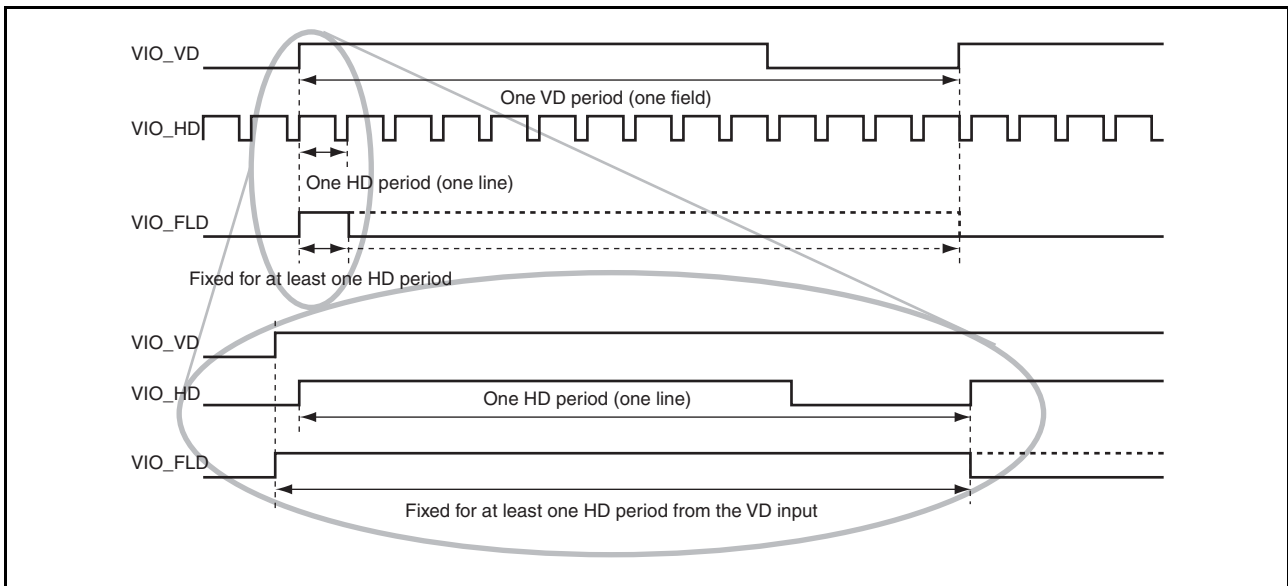 VIO_VD
One VD period (one field)
VIO_HD
One HD period (one line)
VIO_FLD
Fixed for at least one HD period
VIO_VD
VIO_HD
One HD period (one line)
VIO_FLD
Fixed for at least one HD period from the VD input